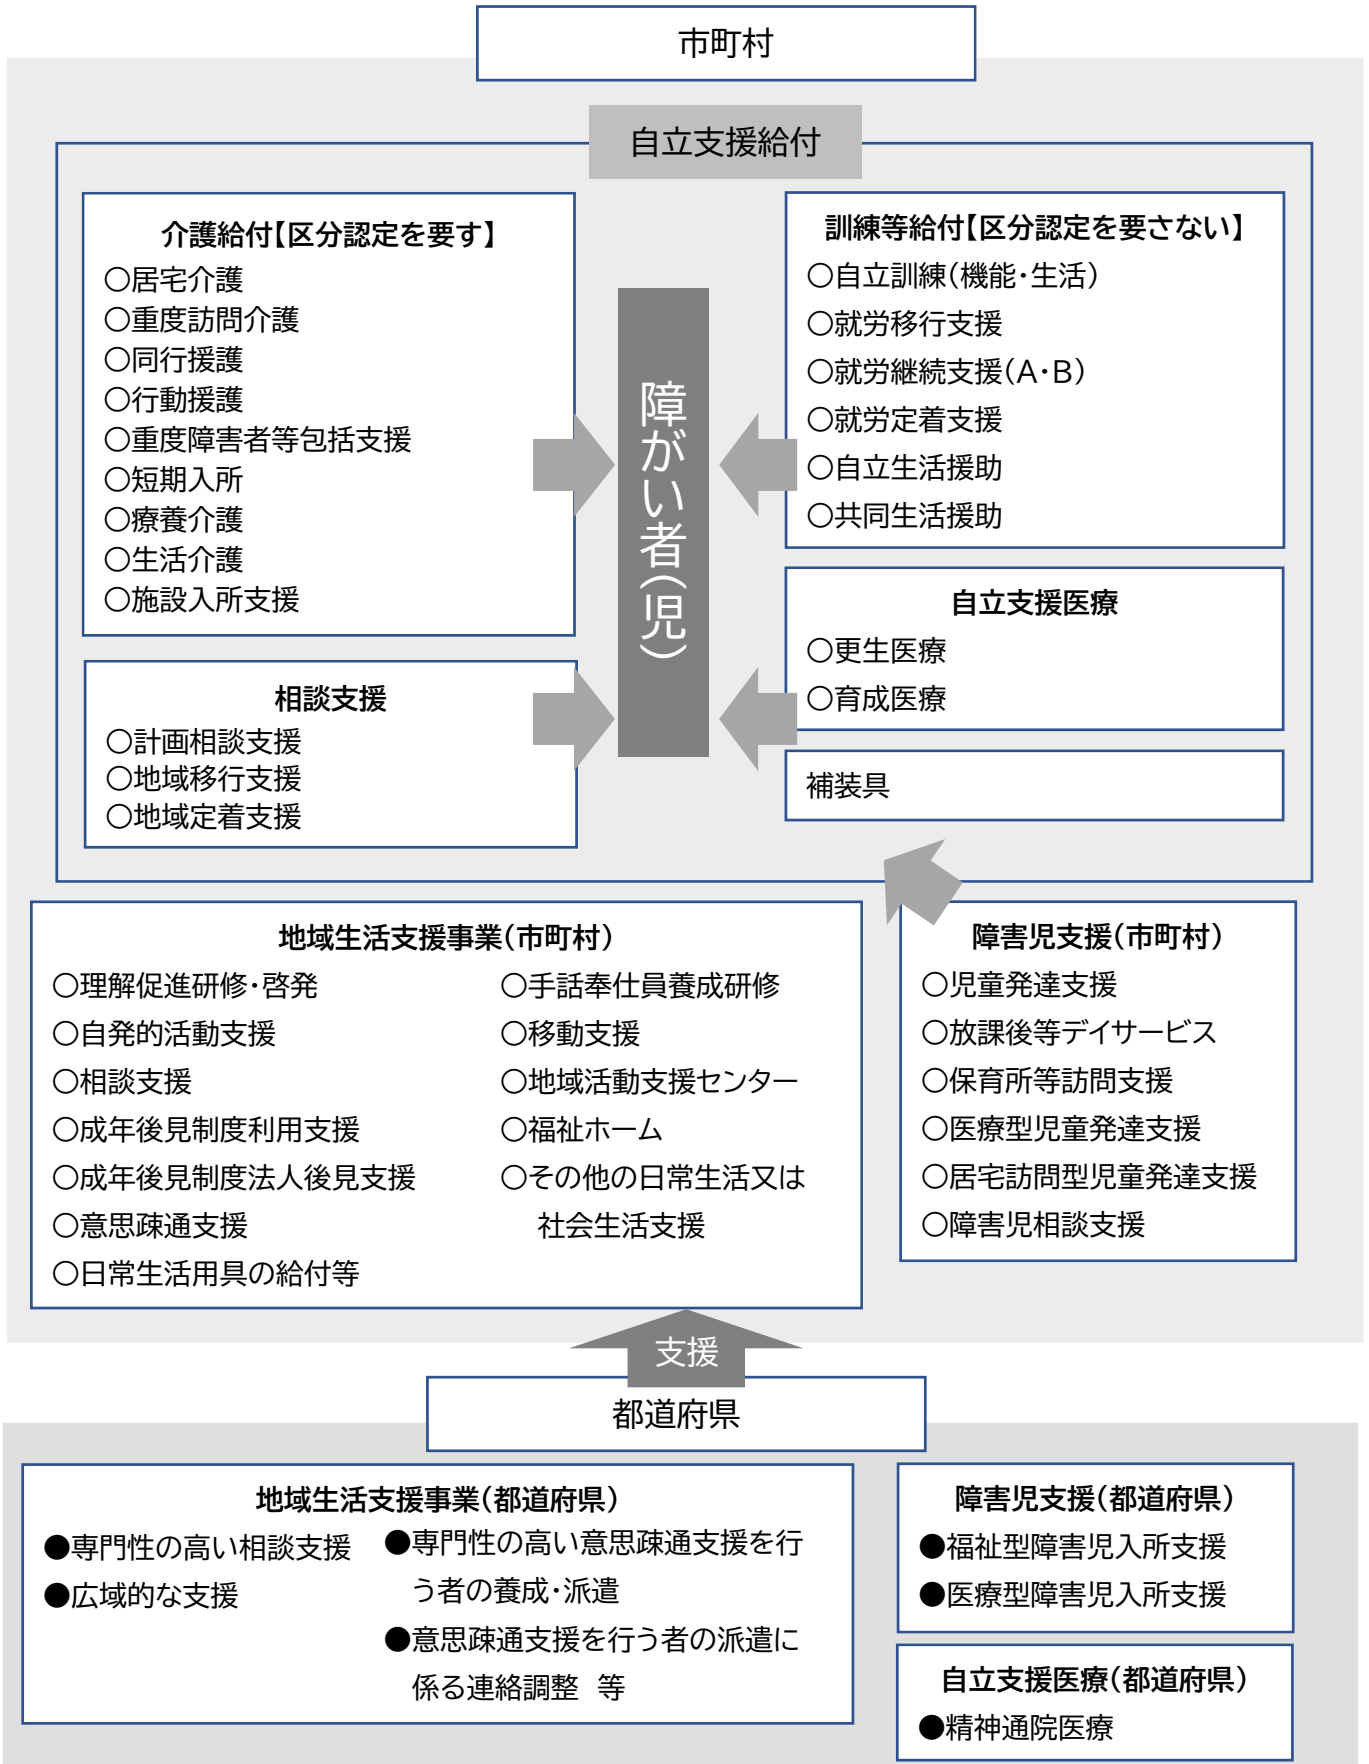 市町村
自立支援給付
介護給付【区分認定を要す】
○居宅介護
○重度訪問介護
○同行援護
○行動援護
○重度障害者等包括支援
○短期入所
○療養介護
○生活介護
○施設入所支援
相談支援
○計画相談支援
○地域移行支援
○地域定着支援
障がい者(児)
訓練等給付【区分認定を要さない】
○自立訓練(機能・生活)
○就労移行支援
○就労継続支援(A・B)
○就労定着支援
○自立生活援助
○共同生活援助
自立支援医療
○更生医療
○育成医療
補装具
地域生活支援事業(市町村)
○理解促進研修・啓発
○自発的活動支援
○相談支援
○成年後見制度利用支援
○成年後見制度法人後見支援
○意思疎通支援
○日常生活用具の給付等
○手話奉仕員養成研修
○移動支援
○地域活動支援センター
○福祉ホーム
○その他の日常生活又は
社会生活支援
障害児支援(市町村)
○児童発達支援
○放課後等デイサービス
○保育所等訪問支援
○医療型児童発達支援
○居宅訪問型児童発達支援
○障害児相談支援
支援
都道府県
地域生活支援事業(都道府県)
●専門性の高い相談支援
●広域的な支援
●専門性の高い意思疎通支援を行
う者の養成・派遣
●意思疎通支援を行う者の派遣に
係る連絡調整 等
障害児支援(都道府県)
●福祉型障害児入所支援
●医療型障害児入所支援
自立支援医療(都道府県)
●精神通院医療